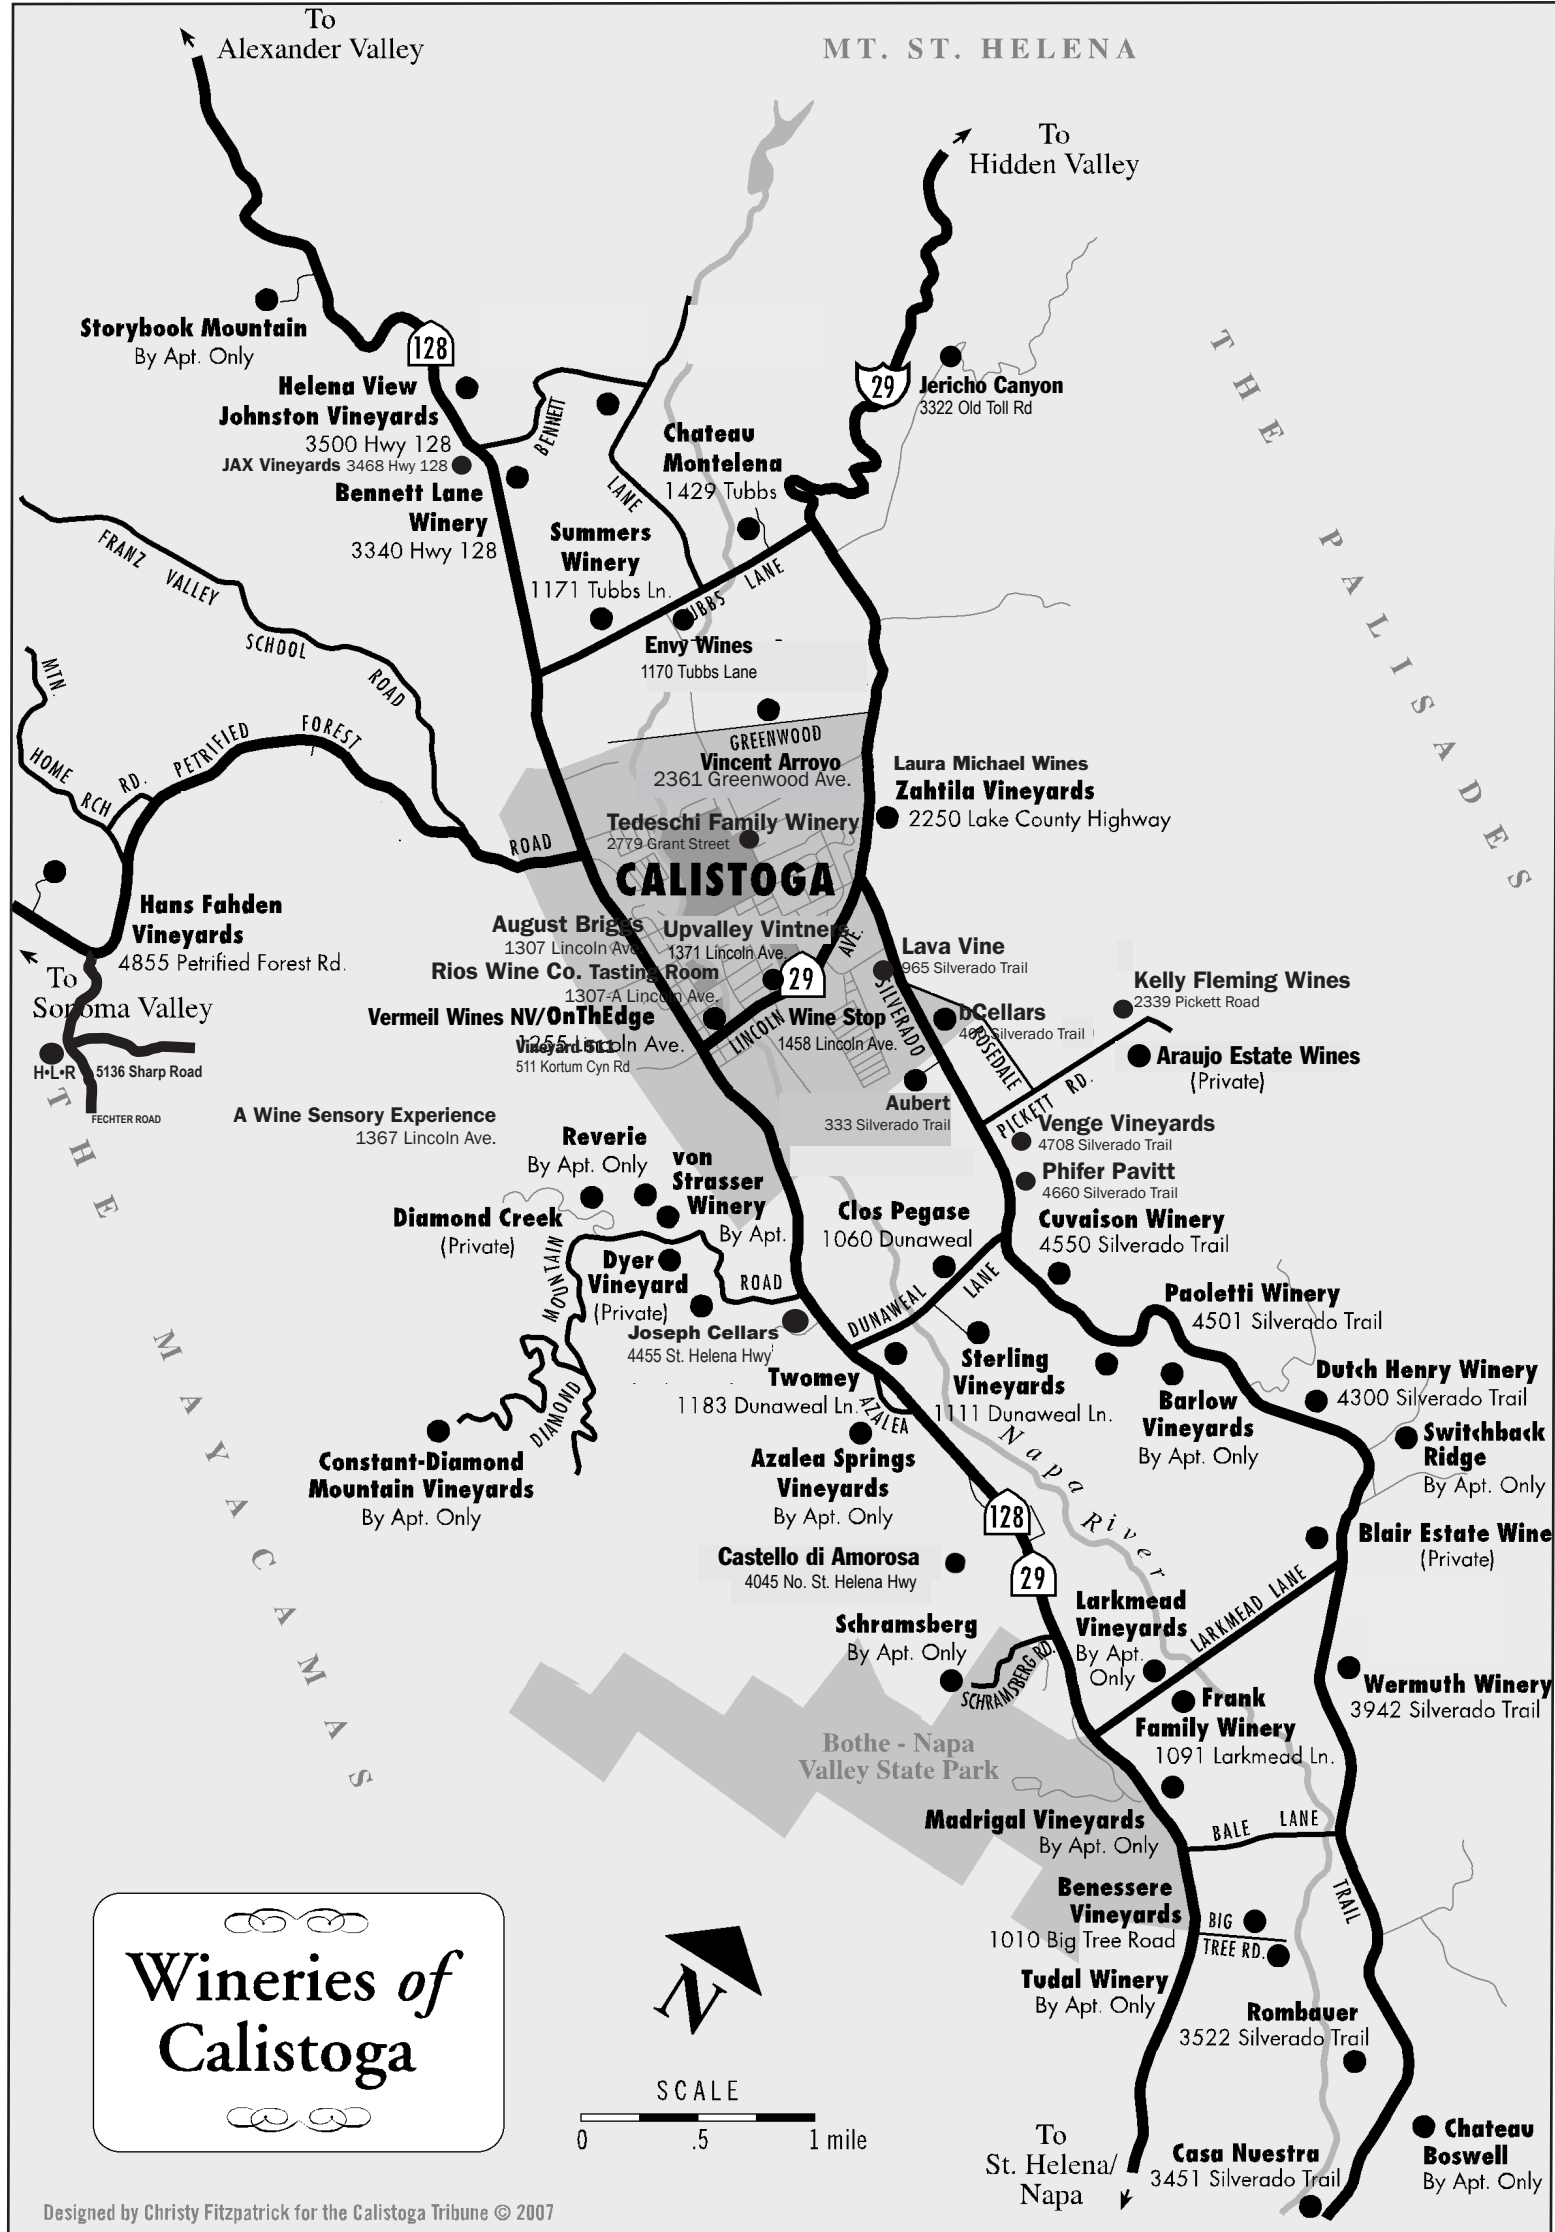 To
Alexander Valley
MT. ST. HELENA
To
Hidden Valley
Storybook Mountain
By Apt. Only
128
Helena View
Johnston Vineyards
3500 Hwy 128
JAX Vineyards 3468 Hwy 128
Bennett Lane
Winery
3340 Hwy 128
BENNETT
LANE
29
Jericho Canyon
3322 Old Toll Rd
Chateau
Montelena
1429 Tubbs
Summers
Winery
1171 Tubbs Ln.
TUBBS LANE
Envy Wines
1170 Tubbs Lane
THE PALISADES
FRANZ VALLEY SCHOOL ROAD
MTN.
HOME
RCH
RD.
PETRIFIED FOREST
ROAD
GREENWOOD
Vincent Arroyo
2361 Greenwood Ave.
Laura Michael Wines
Zahtila Vineyards
2250 Lake County Highway
Tedeschi Family Winery
2779 Grant Street
CALISTOGA
Hans Fahden
Vineyards
4855 Petrified Forest Rd.
To
Sonoma Valley
H•L•R
5136 Sharp Road
FECHTER ROAD
August Briggs
1307 Lincoln Ave.
Upvalley Vintners
1371 Lincoln Ave.
Rios Wine Co. Tasting Room
1307-A Lincoln Ave.
29
AVE.
LINCOLN
Vermeil Wines NV/OnThEdge
1255 Lincoln Ave.
Vineyard 511
511 Kortum Cyn Rd
Wine Stop
1458 Lincoln Ave.
Lava Vine
965 Silverado Trail
SILVERADO
bCellars
400 Silverado Trail
ROSEDALE
Kelly Fleming Wines
2339 Pickett Road
Araujo Estate Wines
(Private)
PICKETT RD.
Aubert
333 Silverado Trail
Venge Vineyards
4708 Silverado Trail
Phifer Pavitt
4660 Silverado Trail
A Wine Sensory Experience
1367 Lincoln Ave.
Reverie
By Apt. Only
von
Strasser
Winery
By Apt.
Diamond Creek
(Private)
Dyer
Vineyard
(Private)
MOUNTAIN
ROAD
DIAMOND
Clos Pegase
1060 Dunaweal
Cuvaison Winery
4550 Silverado Trail
DUNAWEAL LANE
Joseph Cellars
4455 St. Helena Hwy
Paoletti Winery
4501 Silverado Trail
Twomey
1183 Dunaweal Ln.
Sterling
Vineyards
1111 Dunaweal Ln.
Barlow
Vineyards
By Apt. Only
Dutch Henry Winery
4300 Silverado Trail
Switchback
Ridge
By Apt. Only
AZALEA
Azalea Springs
Vineyards
By Apt. Only
Constant-Diamond
Mountain Vineyards
By Apt. Only
THE MAYACAMAS
Napa River
128
29
Blair Estate Wine
(Private)
Castello di Amorosa
4045 No. St. Helena Hwy
Schramsberg
By Apt. Only
SCHRAMSBERG RD.
Larkmead
Vineyards
By Apt.
Only
LARKMEAD LANE
Wermuth Winery
3942 Silverado Trail
Frank
Family Winery
1091 Larkmead Ln.
Bothe - Napa
Valley State Park
Madrigal Vineyards
By Apt. Only
BALE LANE
TRAIL
Benessere
Vineyards
1010 Big Tree Road
BIG
TREE RD.
Tudal Winery
By Apt. Only
Rombauer
3522 Silverado Trail
Wineries of
Calistoga
N
SCALE
0 .5 1 mile
To
St. Helena/
Napa
Casa Nuestra
3451 Silverado Trail
Chateau
Boswell
By Apt. Only
Designed by Christy Fitzpatrick for the Calistoga Tribune © 2007